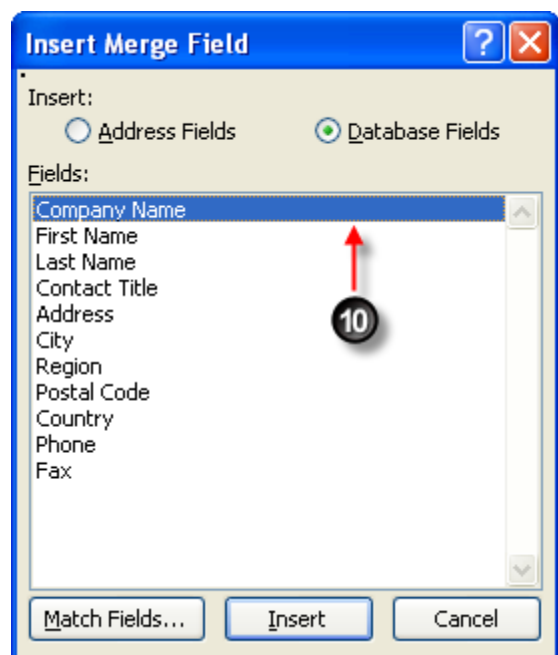 Insert Merge Field
Insert:
Address Fields Database Fields
Fields:
Company Name
First Name
Last Name
Contact Title
Address
City
Region
Postal Code
Country
Phone
Fax
10
Match Fields... Insert Cancel